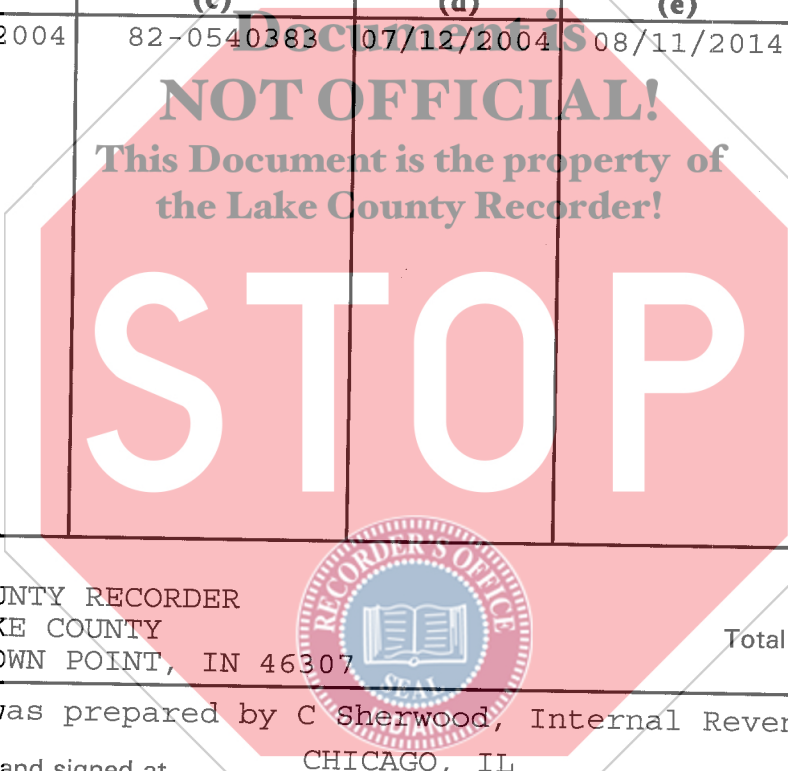 (c) (d) (e)
2004 82-0540383 07/12/2004 08/11/2014
Document is
NOT OFFICIAL!
This Document is the property of
the Lake County Recorder!
STOP
RECORDER'S OFFICE
SEAL
UNTY RECORDER
KE COUNTY
Total
OWN POINT, IN 46307
was prepared by C Sherwood, Internal Reven
CHICAGO, IL
and signed at